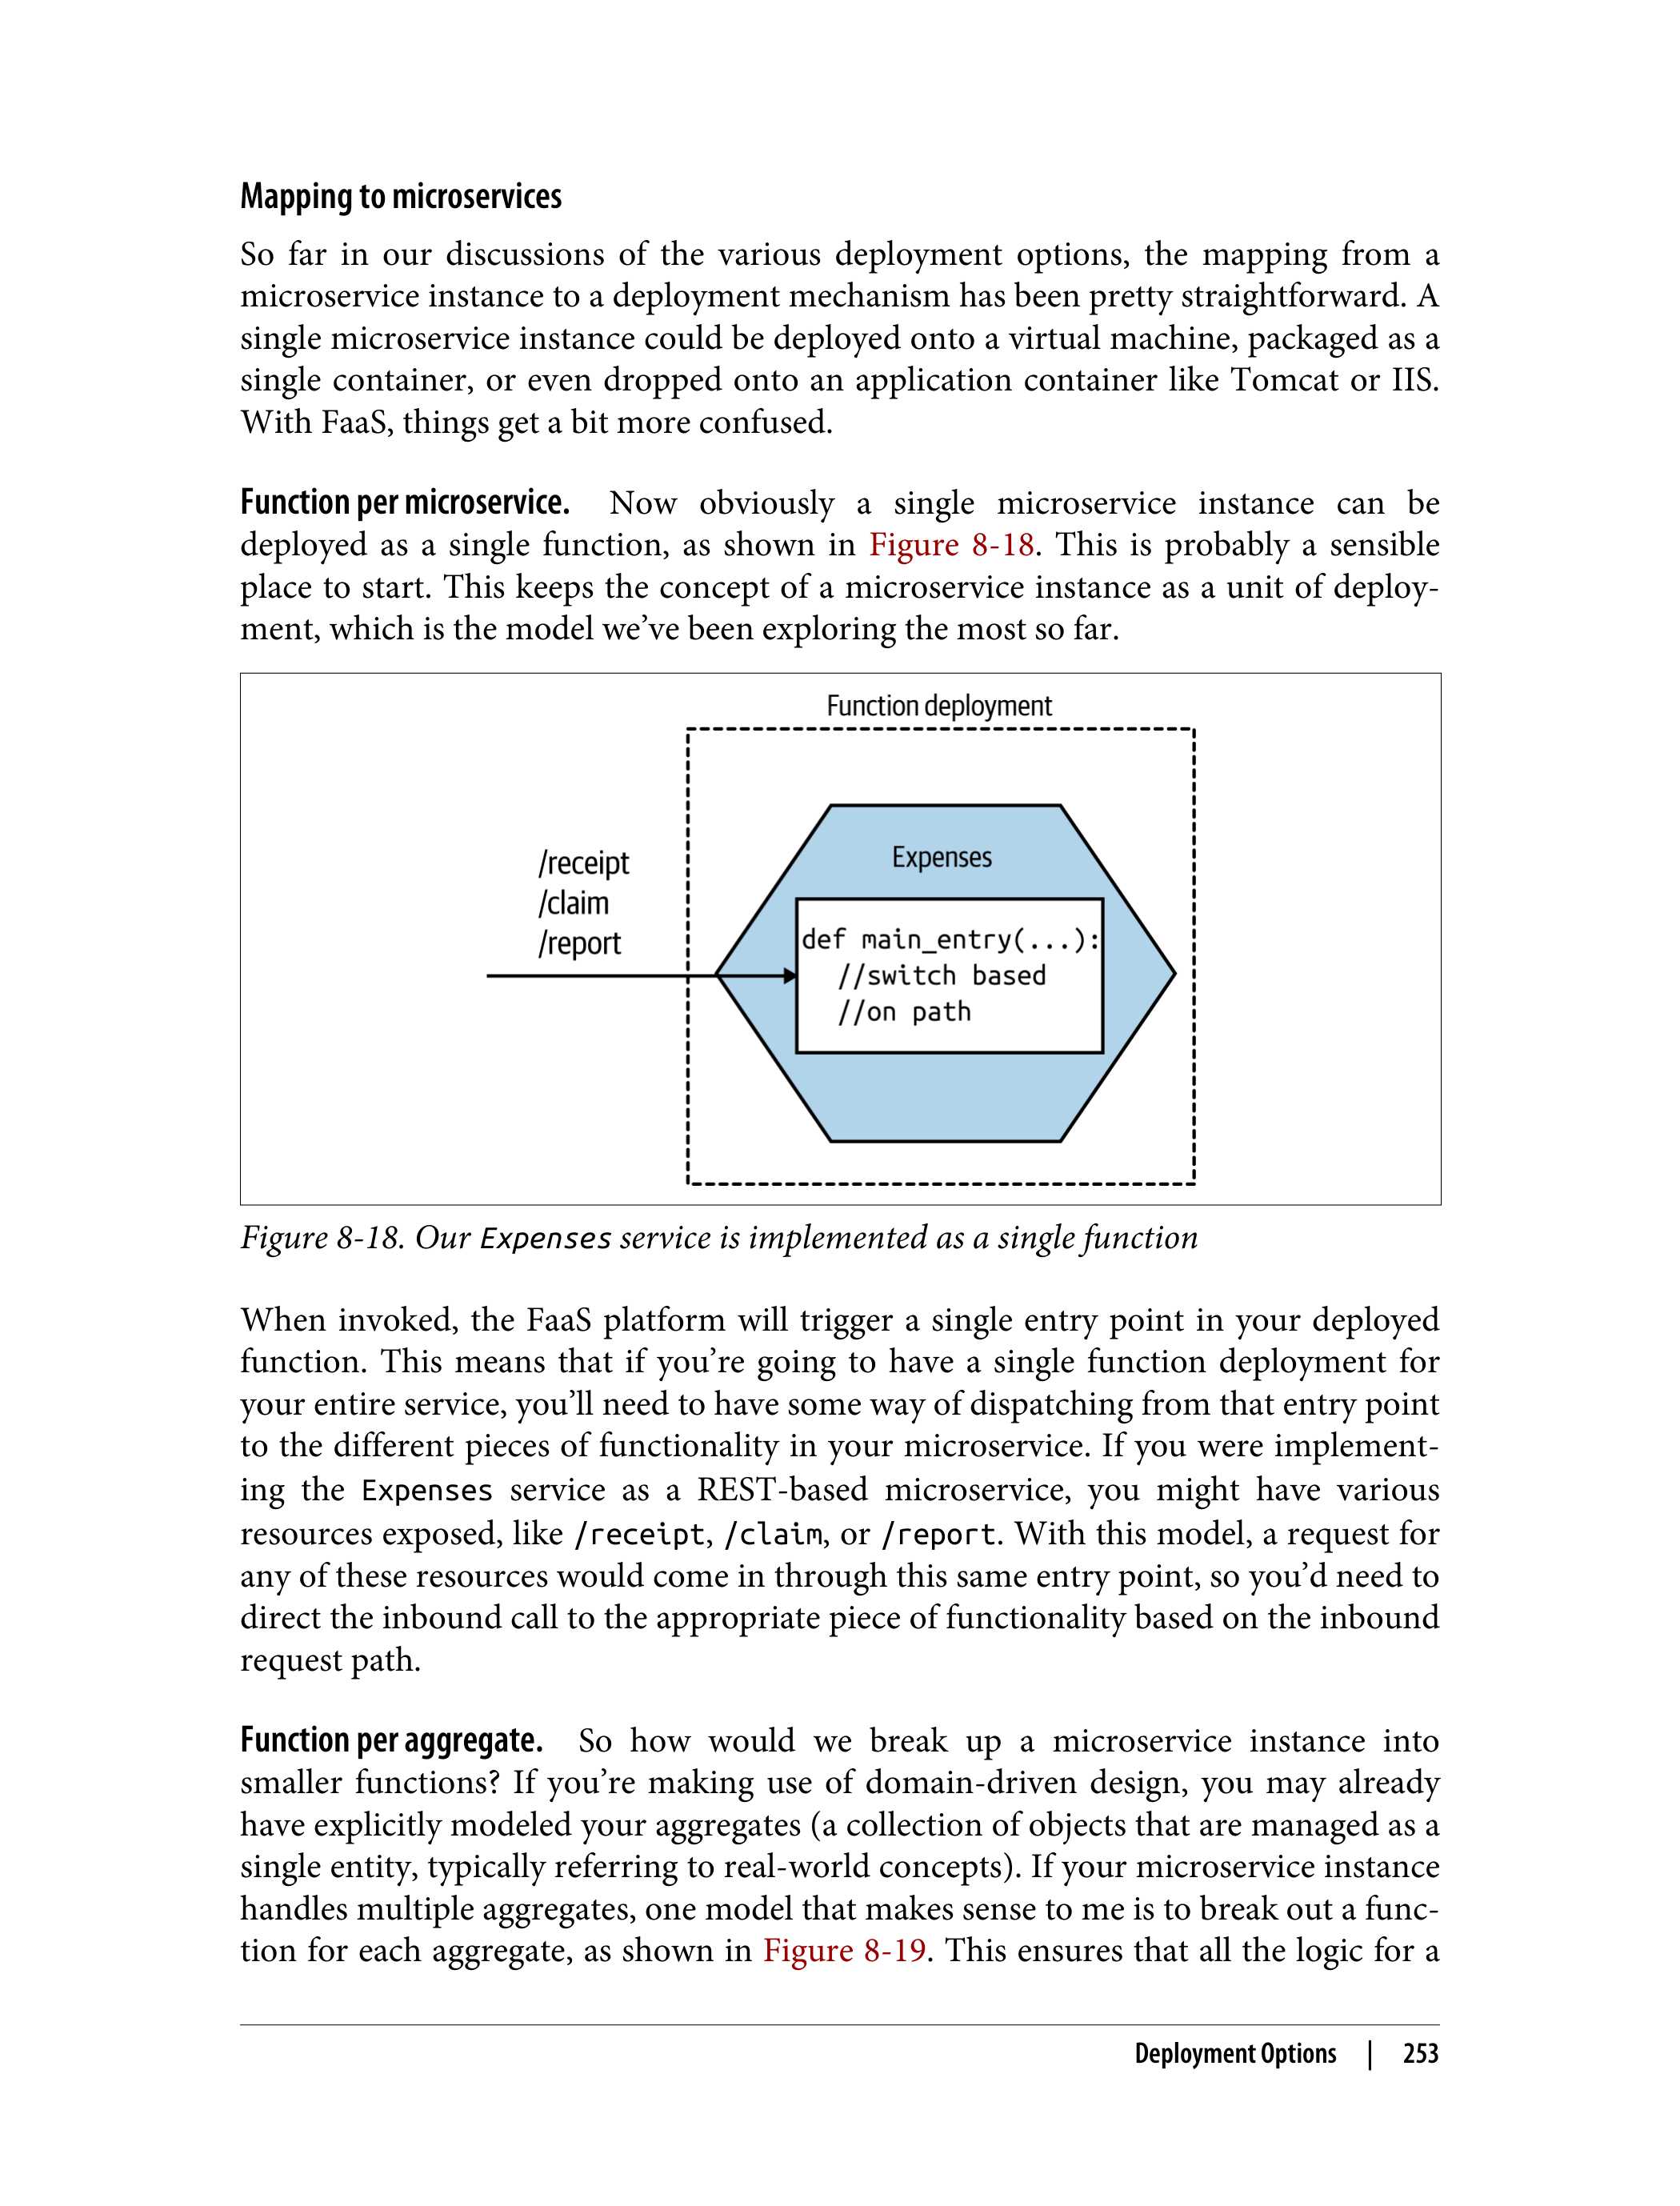 Mapping to microservices
So far in our discussions of the various deployment options, the mapping from a
microservice instance to a deployment mechanism has been pretty straightforward. A
single microservice instance could be deployed onto a virtual machine, packaged as a
single container, or even dropped onto an application container like Tomcat or IIS.
With FaaS, things get a bit more confused.
Function per microservice. Now obviously a single microservice instance can be
deployed as a single function, as shown in Figure 8-18. This is probably a sensible
place to start. This keeps the concept of a microservice instance as a unit of deploy-
ment, which is the model we’ve been exploring the most so far.
Function deployment
/receipt
/claim
/report
Expenses
def main_entry(...):
//switch based
//on path
Figure 8-18. Our Expenses service is implemented as a single function
When invoked, the FaaS platform will trigger a single entry point in your deployed
function. This means that if you’re going to have a single function deployment for
your entire service, you’ll need to have some way of dispatching from that entry point
to the different pieces of functionality in your microservice. If you were implement-
ing the Expenses service as a REST-based microservice, you might have various
resources exposed, like /receipt, /claim, or /report. With this model, a request for
any of these resources would come in through this same entry point, so you’d need to
direct the inbound call to the appropriate piece of functionality based on the inbound
request path.
Function per aggregate. So how would we break up a microservice instance into
smaller functions? If you’re making use of domain-driven design, you may already
have explicitly modeled your aggregates (a collection of objects that are managed as a
single entity, typically referring to real-world concepts). If your microservice instance
handles multiple aggregates, one model that makes sense to me is to break out a func-
tion for each aggregate, as shown in Figure 8-19. This ensures that all the logic for a
Deployment Options | 253